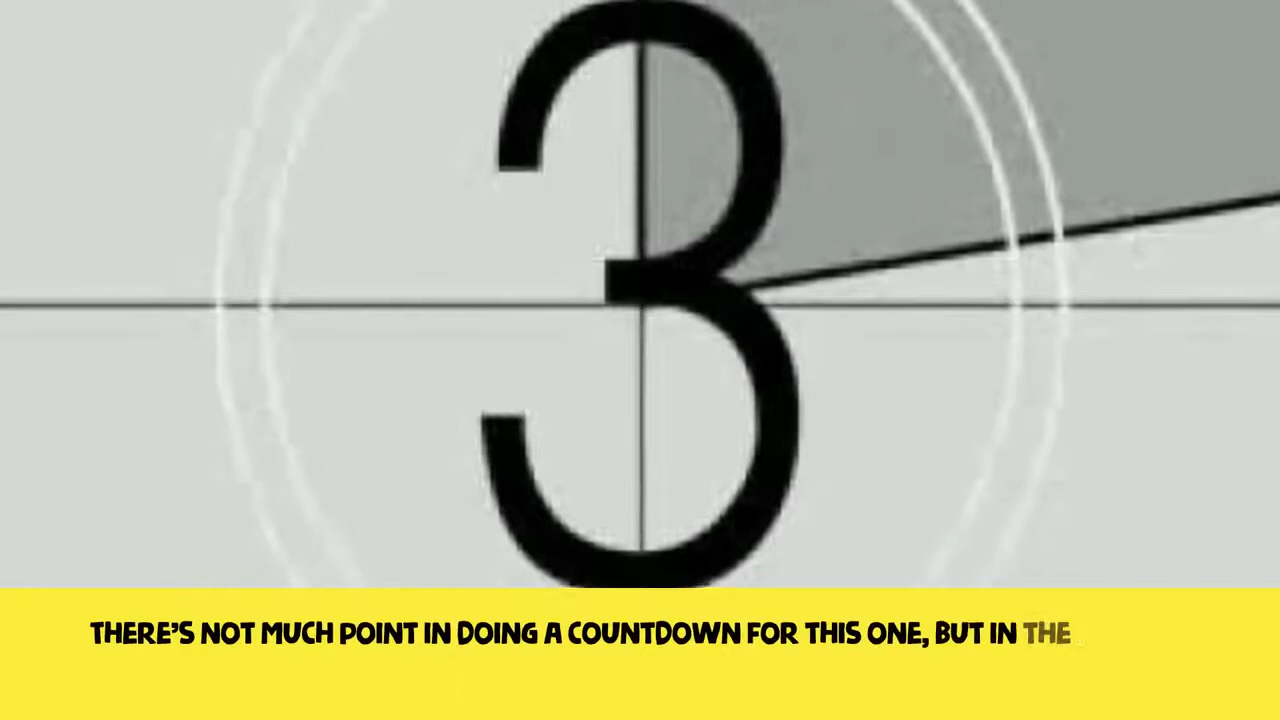 3
THERE'S NOT MUCH POINT IN DOING A COUNTDOWN FOR THIS ONE, BUT IN THE